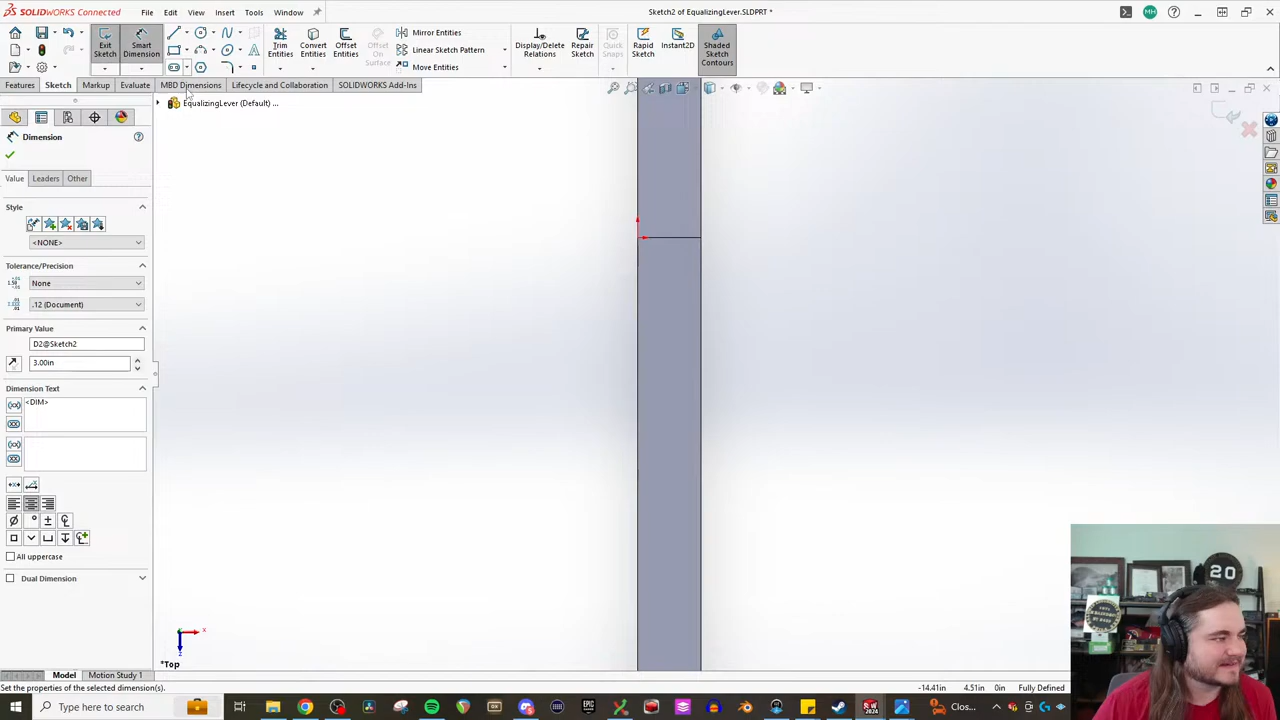 SOLIDWORKS Connected
File Edit View Insert Tools Window
Sketch2 of EqualizingLever.SLDPRT *
MH
Exit Sketch
Smart Dimension
Trim Entities
Convert Entities
Offset Entities
Offset On Surface
Mirror Entities
Linear Sketch Pattern
Move Entities
Display/Delete Relations
Repair Sketch
Quick Snaps
Rapid Sketch
Instant2D
Shaded Sketch Contours
Features Sketch Markup Evaluate MBD Dimensions Lifecycle and Collaboration SOLIDWORKS Add-Ins
EqualizingLever (Default) ...
Dimension
Value Leaders Other
Style
<NONE>
Tolerance/Precision
None
.12 (Document)
Primary Value
D2@Sketch2
3.00in
Dimension Text
<DIM>
All uppercase
Dual Dimension
x
z
*Top
20
Model Motion Study 1
Set the properties of the selected dimension(s).
-14.41in 4.51in 0in Fully Defined
Type here to search
Clos...